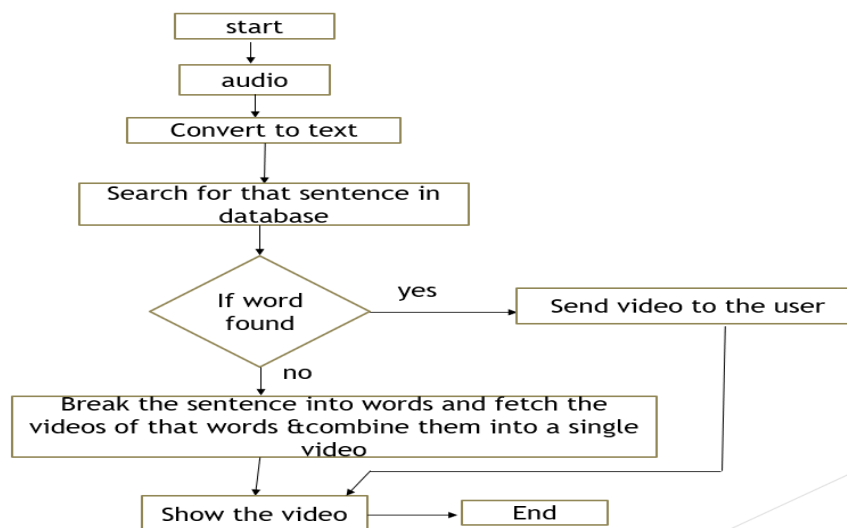 start
audio
Convert to text
Search for that sentence in
database
If word
found
yes
Send video to the user
no
Break the sentence into words and fetch the
videos of that words &combine them into a single
video
Show the video
End